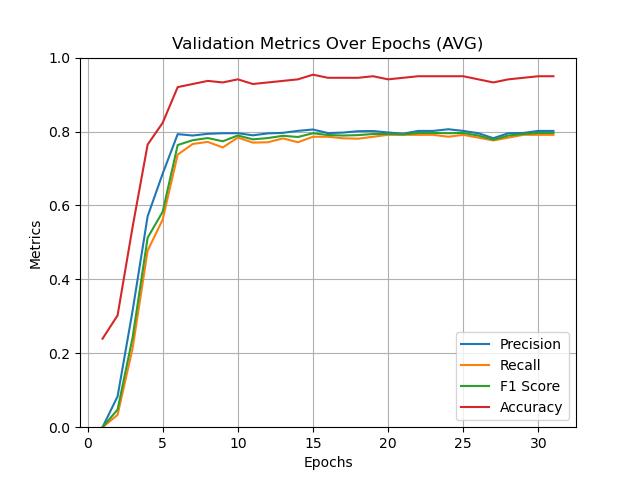 Validation Metrics Over Epochs (AVG)
1.0
0.8
0.6
0.4
0.2
0.0
Metrics
0 5 10 15 20 25 30
Epochs
Precision
Recall
F1 Score
Accuracy